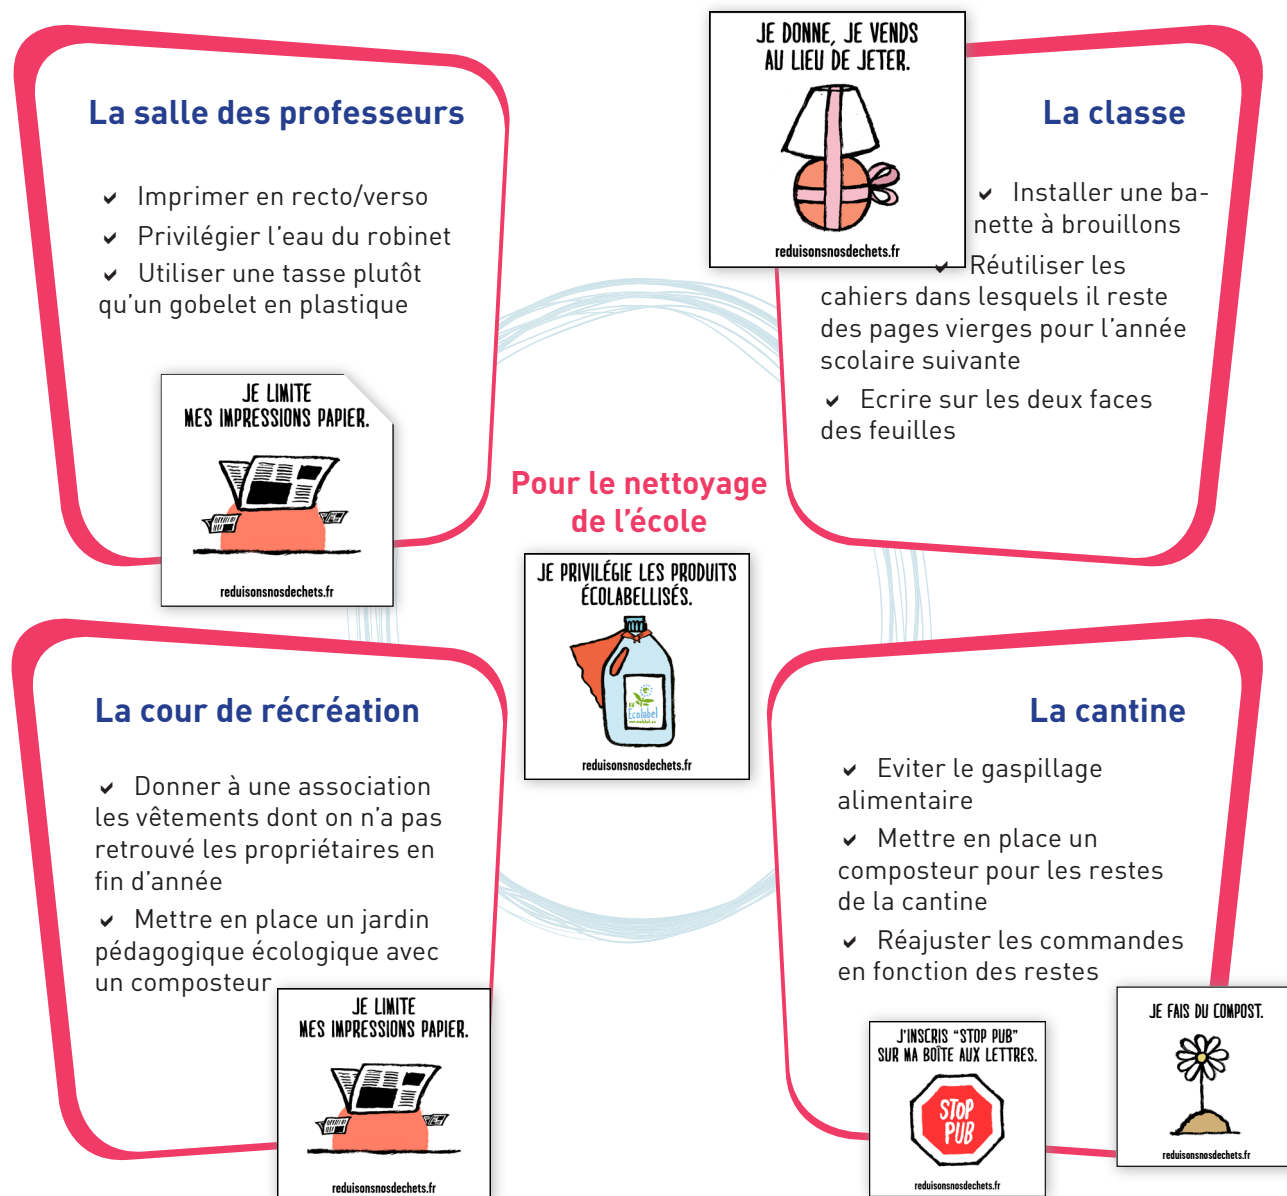 La salle des professeurs
✓ Imprimer en recto/verso
✓ Privilégier l'eau du robinet
✓ Utiliser une tasse plutôt
qu'un gobelet en plastique
JE LIMITE
MES IMPRESSIONS PAPIER.
reduisonsnosdechets.fr
JE DONNE, JE VENDS
AU LIEU DE JETER.
reduisonsnosdechets.fr
La classe
✓ Installer une ba-
nette à brouillons
✓ Réutiliser les
cahiers dans lesquels il reste
des pages vierges pour l'année
scolaire suivante
✓ Ecrire sur les deux faces
des feuilles
Pour le nettoyage
de l'école
JE PRIVILÉGIE LES PRODUITS
ÉCOLABELLISÉS.
Ecolabel
reduisonsnosdechets.fr
La cour de récréation
✓ Donner à une association
les vêtements dont on n'a pas
retrouvé les propriétaires en
fin d'année
✓ Mettre en place un jardin
pédagogique écologique avec
un composteur
JE LIMITE
MES IMPRESSIONS PAPIER.
reduisonsnosdechets.fr
La cantine
✓ Eviter le gaspillage
alimentaire
✓ Mettre en place un
composteur pour les restes
de la cantine
✓ Réajuster les commandes
en fonction des restes
J'INSCRIS "STOP PUB"
SUR MA BOÎTE AUX LETTRES.
STOP
PUB
reduisonsnosdechets.fr
JE FAIS DU COMPOST.
reduisonsnosdechets.fr